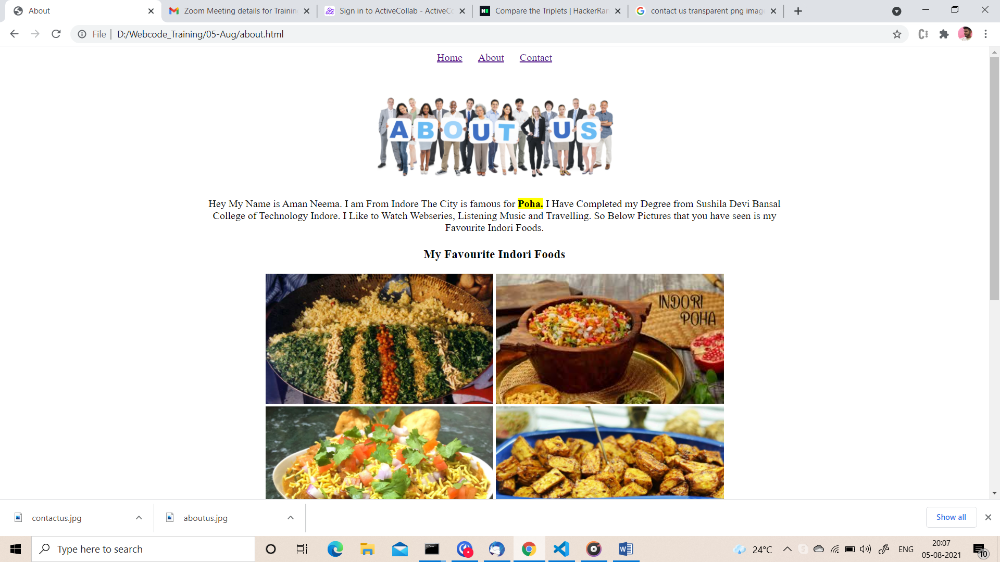 About
Zoom Meeting details for Trainin
Sign in to ActiveCollab - ActiveCo
Compare the Triplets | HackerRan
contact us transparent png imag
File | D:/Webcode_Training/05-Aug/about.html
Home About Contact
ABOUT US
Hey My Name is Aman Neema. I am From Indore The City is famous for Poha. I Have Completed my Degree from Sushila Devi Bansal
College of Technology Indore. I Like to Watch Webseries, Listening Music and Travelling. So Below Pictures that you have seen is my
Favourite Indori Foods.
My Favourite Indori Foods
INDORI
POHA
contactus.jpg
aboutus.jpg
Show all
Type here to search
24°C
ENG
20:07
05-08-2021
10